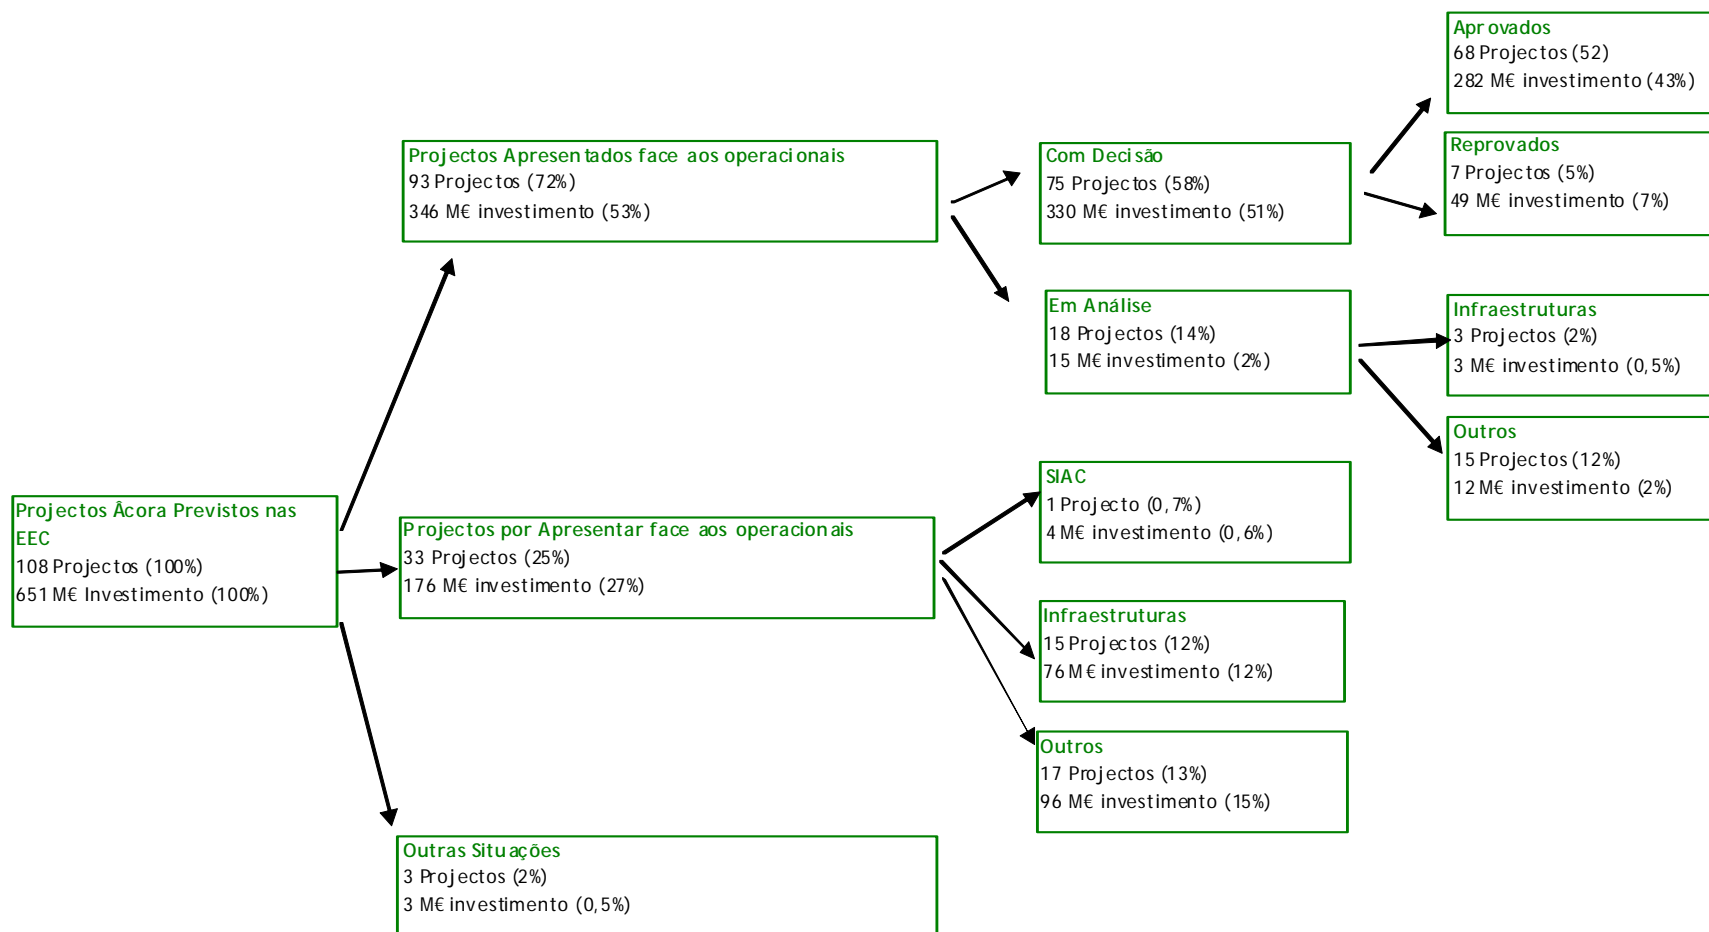 Aprovados
68 Projectos (52)
282 M€ investimento (43%)
Reprovados
7 Projectos (5%)
49 M€ investimento (7%)
Projectos Apresentados face aos operacionais
93 Projectos (72%)
346 M€ investimento (53%)
Com Decisão
75 Projectos (58%)
330 M€ investimento (51%)
Em Análise
18 Projectos (14%)
15 M€ investimento (2%)
Infraestruturas
3 Projectos (2%)
3 M€ investimento (0,5%)
Outros
15 Projectos (12%)
12 M€ investimento (2%)
SIAC
1 Projecto (0,7%)
4 M€ investimento (0,6%)
Projectos Âcora Previstos nas
EEC
108 Projectos (100%)
651 M€ Investimento (100%)
Projectos por Apresentar face aos operacionais
33 Projectos (25%)
176 M€ investimento (27%)
Infraestruturas
15 Projectos (12%)
76 M€ investimento (12%)
Outros
17 Projectos (13%)
96 M€ investimento (15%)
Outras Situações
3 Projectos (2%)
3 M€ investimento (0,5%)